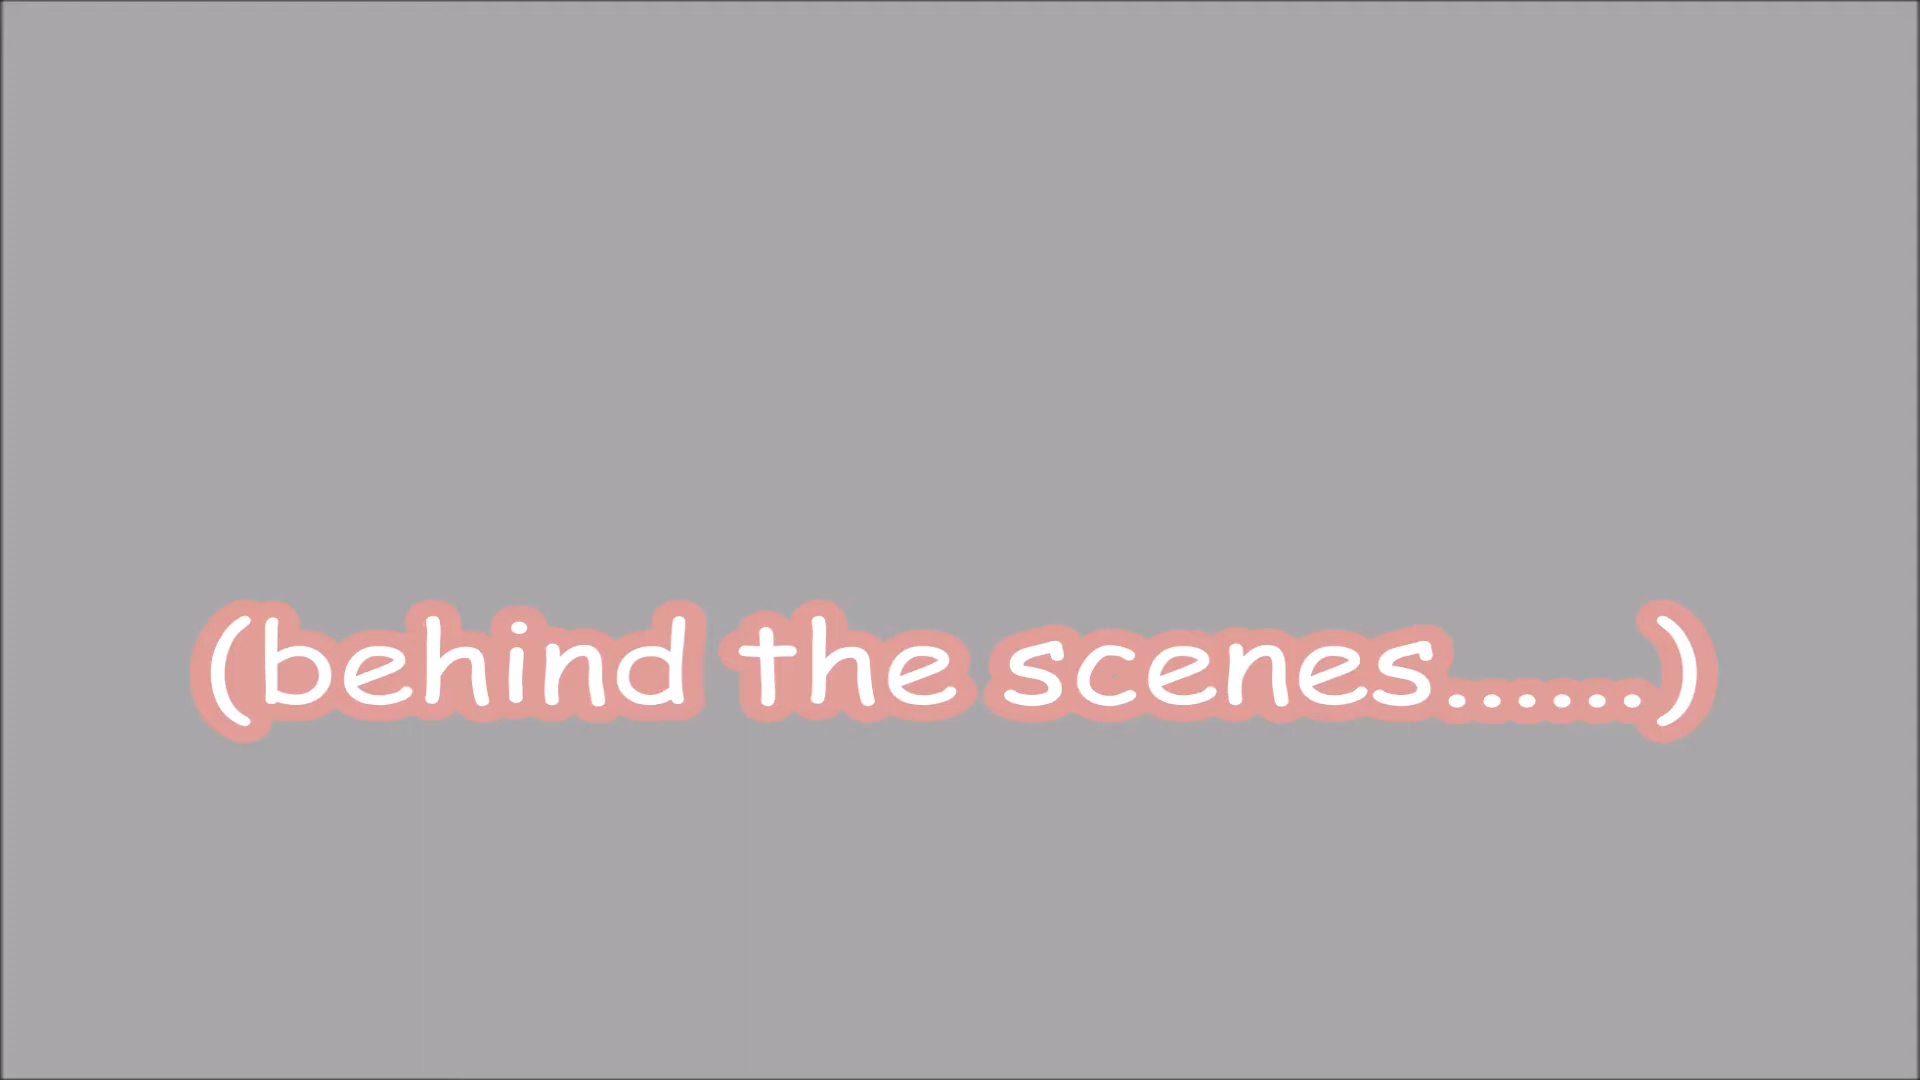 (behind the scenes......)